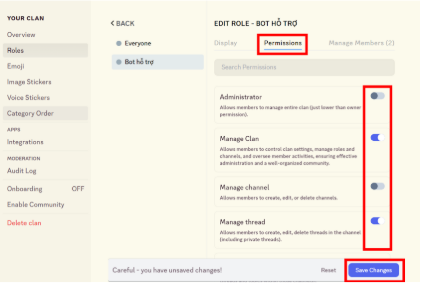 YOUR CLAN
Overview
Roles
Emoji
Image Stickers
Voice Stickers
Category Order
APPS
Integrations
MODERATION
Audit Log
Onboarding OFF
Enable Community
Delete clan
BACK
Everyone
Bot hỗ trợ
EDIT ROLE - BOT HỖ TRỢ
Display Permissions Manage Members (2)
Search Permissions
Administrator
Allows members to manage entire clan (just lower than owner
permission).
Manage Clan
Allows members to control clan settings, manage roles and
channels, and oversee member activities, ensuring effective
administration and a well-organized community.
Manage channel
Allows members to create, edit, or delete channels.
Manage thread
Allows members to create, edit, delete threads in the channel
(including private threads).
Careful - you have unsaved changes!
Reset Save Changes